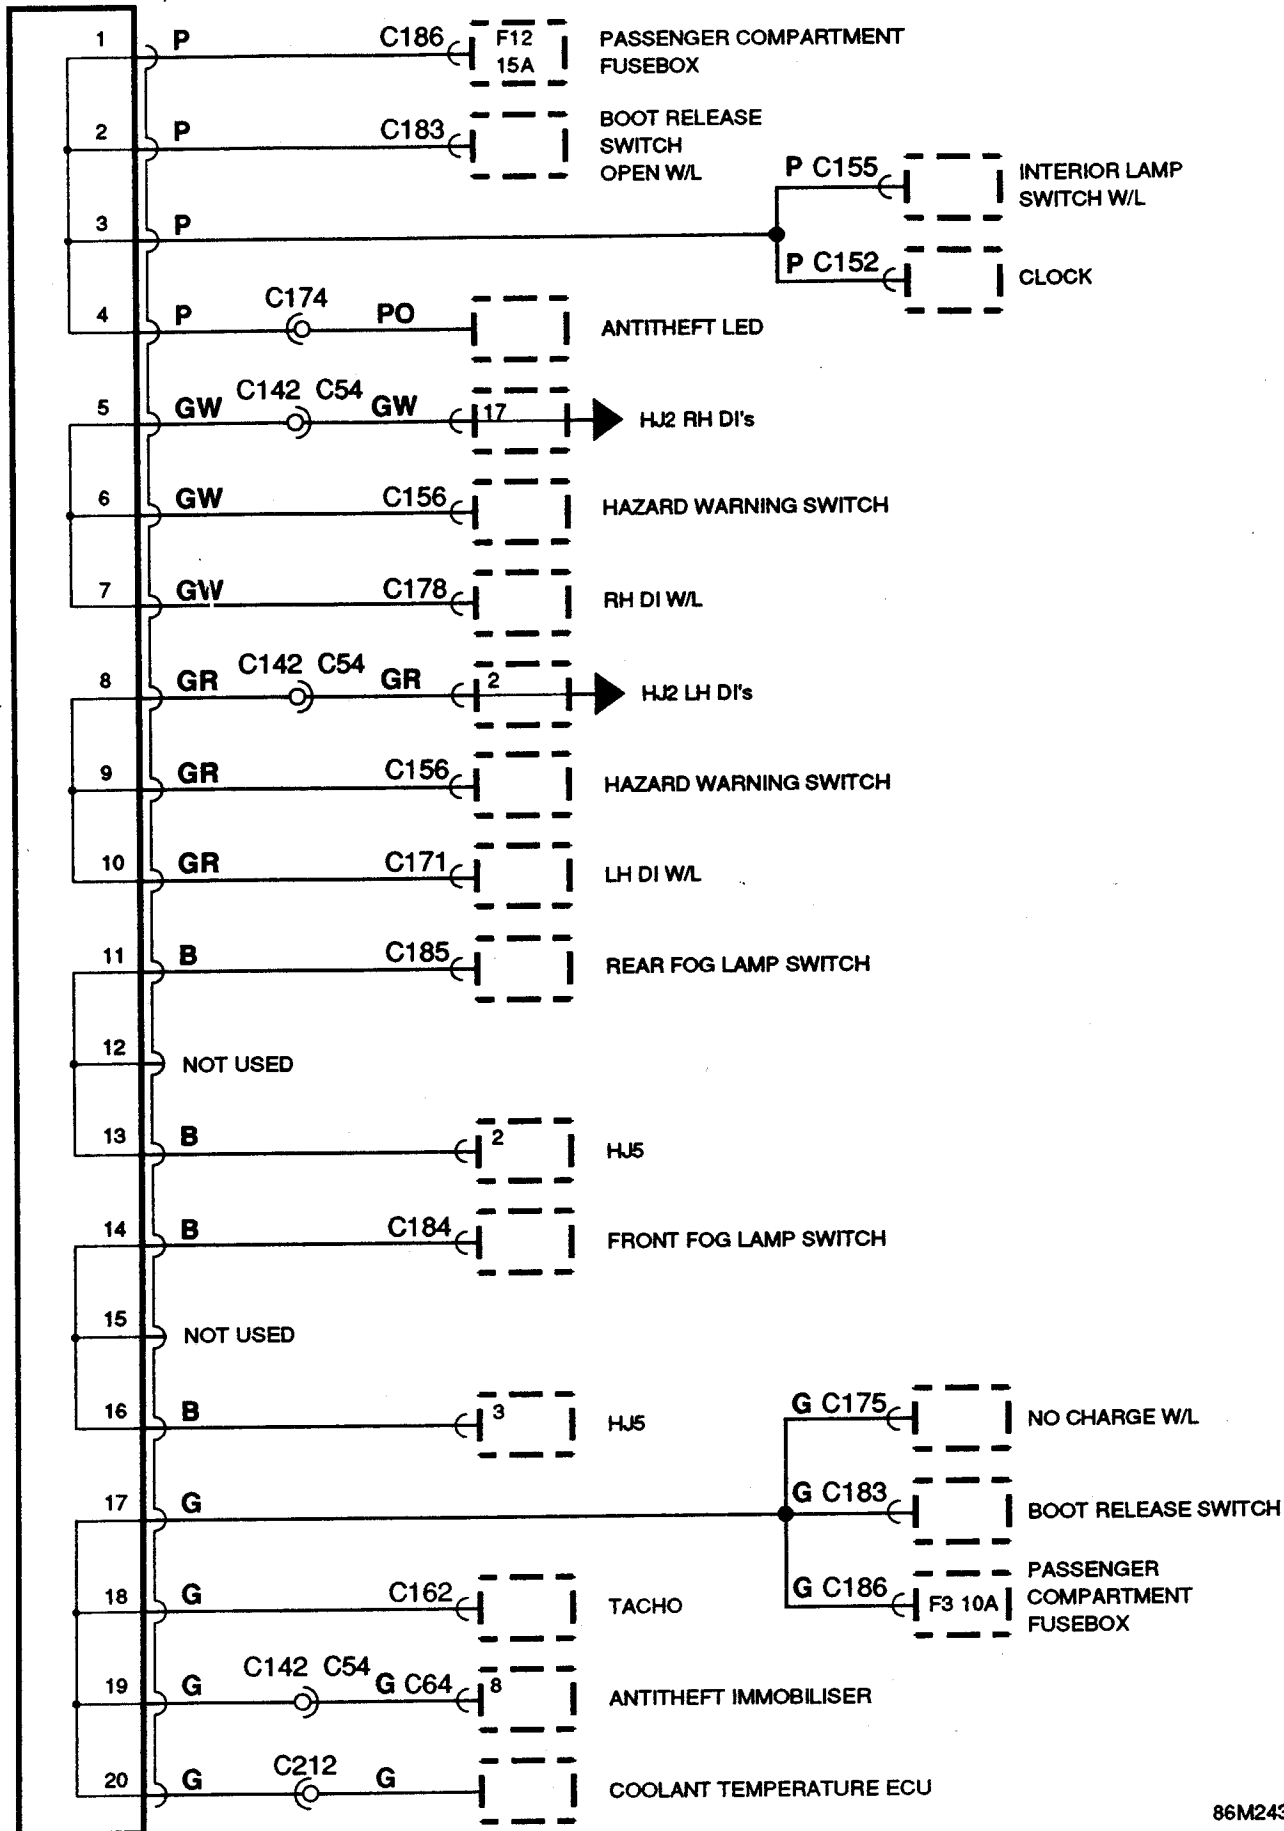 1 P C186 F12 15A PASSENGER COMPARTMENT FUSEBOX
2 P C183 BOOT RELEASE SWITCH OPEN W/L
P C155 INTERIOR LAMP SWITCH W/L
3 P
P C152 CLOCK
4 P C174 PO ANTITHEFT LED
5 GW C142 C54 GW 17 HJ2 RH DI's
6 GW C156 HAZARD WARNING SWITCH
7 GW C178 RH DI W/L
8 GR C142 C54 GR 2 HJ2 LH DI's
9 GR C156 HAZARD WARNING SWITCH
10 GR C171 LH DI W/L
11 B C185 REAR FOG LAMP SWITCH
12 NOT USED
13 B 2 HJ5
14 B C184 FRONT FOG LAMP SWITCH
15 NOT USED
16 B 3 HJ5
G C175 NO CHARGE W/L
17 G
G C183 BOOT RELEASE SWITCH
G C186 F3 10A PASSENGER COMPARTMENT FUSEBOX
18 G C162 TACHO
19 G C142 C54 G C64 8 ANTITHEFT IMMOBILISER
20 G C212 G COOLANT TEMPERATURE ECU
86M243